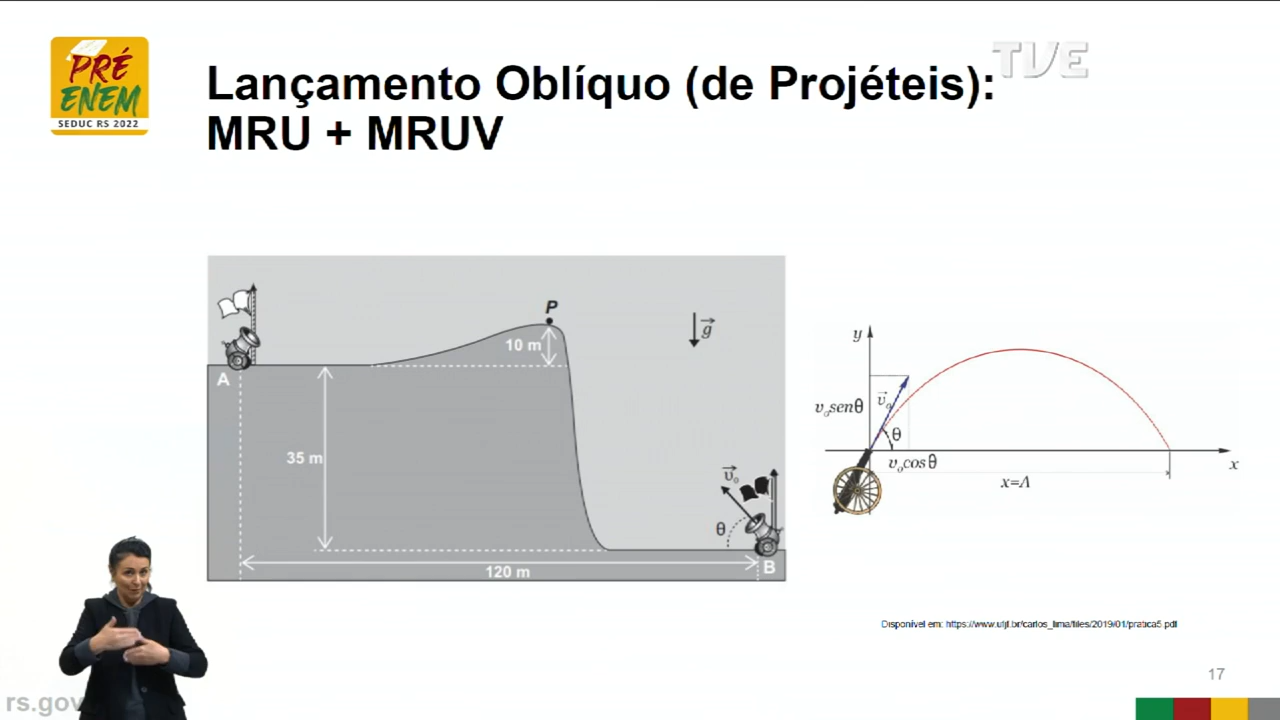 PRÉ
ENEM
SEDUC RS 2022
TVE
Lançamento Oblíquo (de Projéteis):
MRU + MRUV
P
10 m
g
A
35 m
v₀
θ
120 m
B
y
v₀senθ
v₀
θ
v₀cosθ
x
x=A
Disponível em: https://www.ufjf.br/carlos_lima/files/2019/01/pratica5.pdf
17
rs.gov